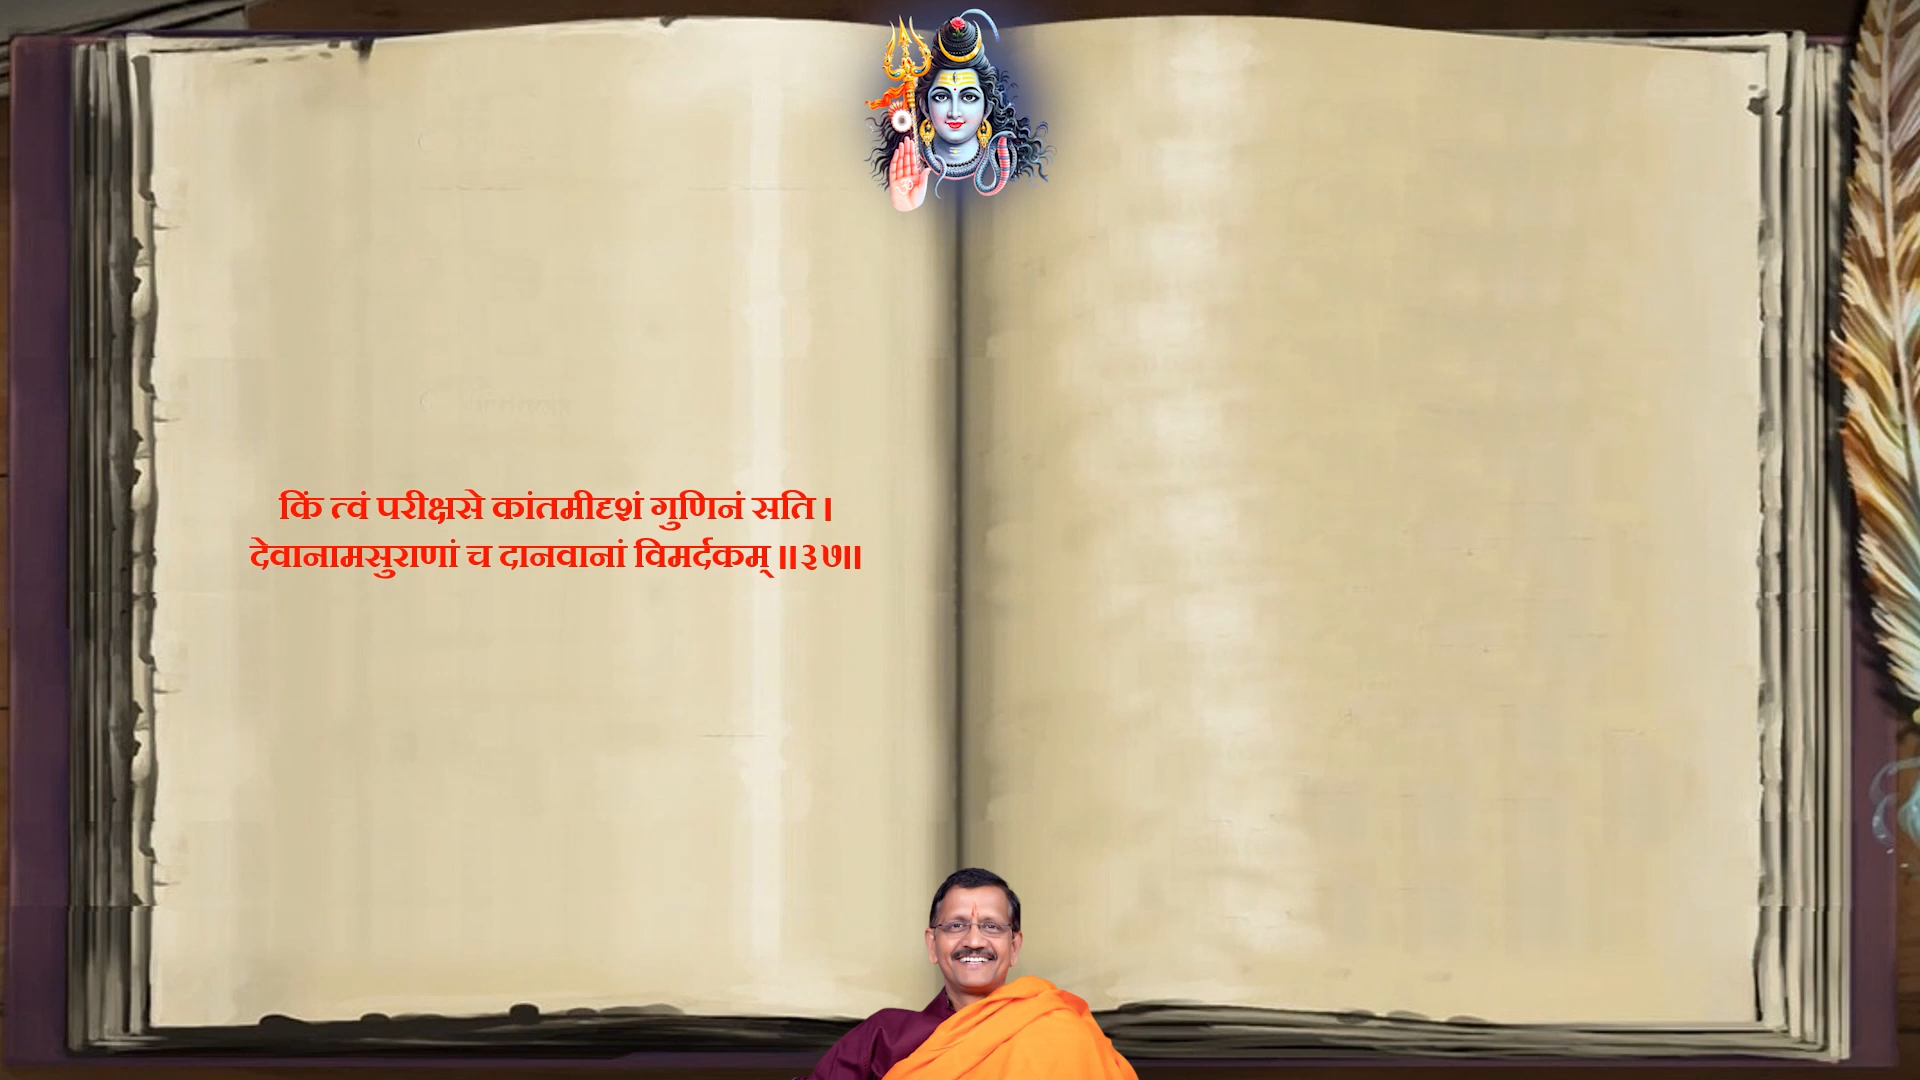 किं त्वं परीक्षसे कांतमीदृशं गुणिनं सति ।
देवानामसुराणां च दानवानां विमर्दकम् ॥३७॥